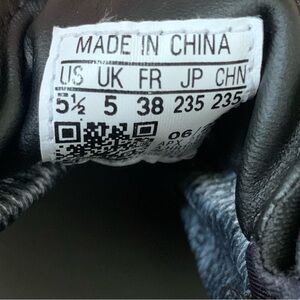 MADE IN CHINA
US UK FR JP CHN
5½ 5 38 235 235
06/